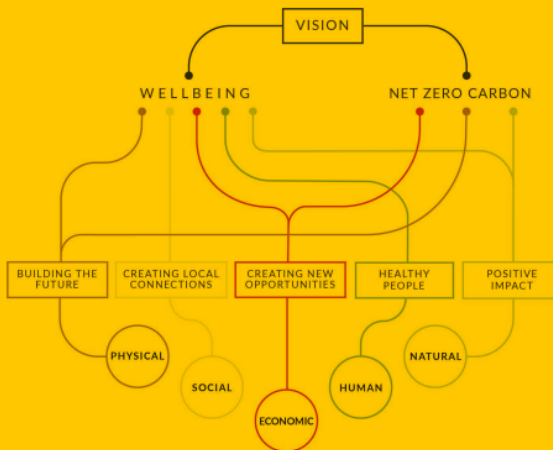 VISION
WELLBEING
NET ZERO CARBON
BUILDING THE
FUTURE
CREATING LOCAL
CONNECTIONS
CREATING NEW
OPPORTUNITIES
HEALTHY
PEOPLE
POSITIVE
IMPACT
PHYSICAL
SOCIAL
ECONOMIC
HUMAN
NATURAL